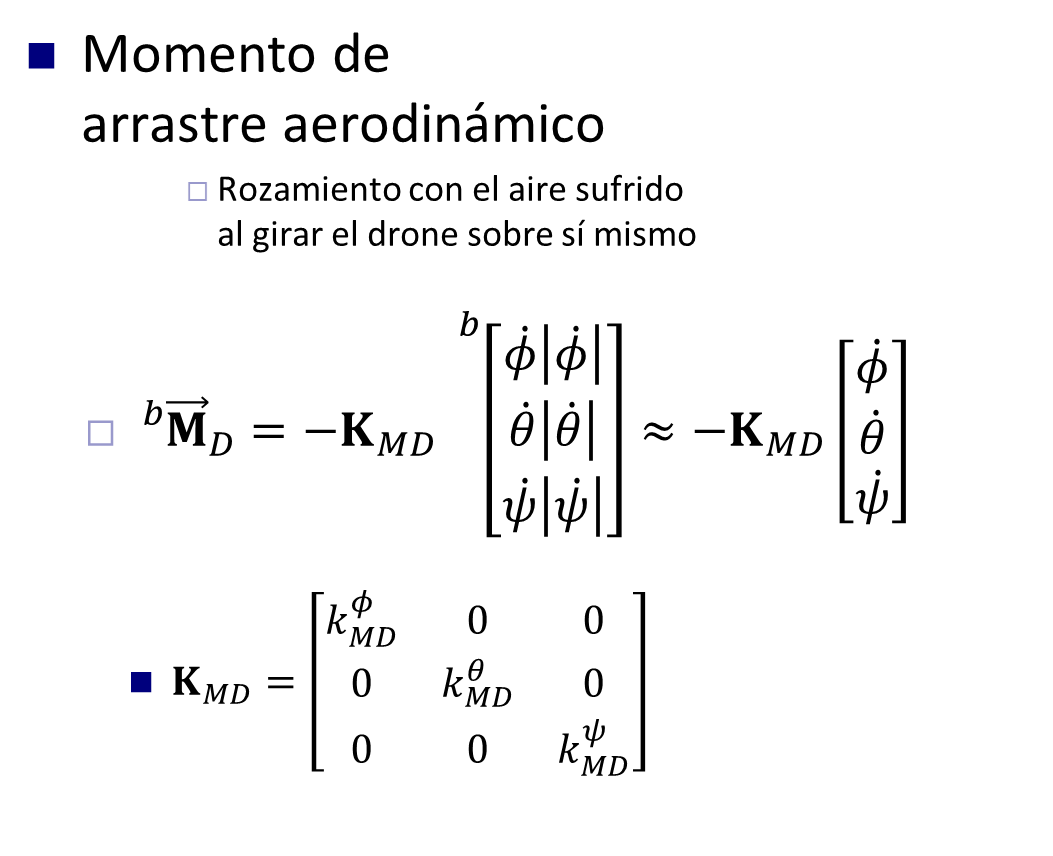 Momento de
arrastre aerodinámico
Rozamiento con el aire sufrido
al girar el drone sobre sí mismo
ᵇM⃗_D = −K_MD ᵇ[ϕ̇|ϕ̇| ; θ̇|θ̇| ; ψ̇|ψ̇|] ≈ −K_MD [ϕ̇ ; θ̇ ; ψ̇]
K_MD = [k_MD^ϕ 0 0 ; 0 k_MD^θ 0 ; 0 0 k_MD^ψ]